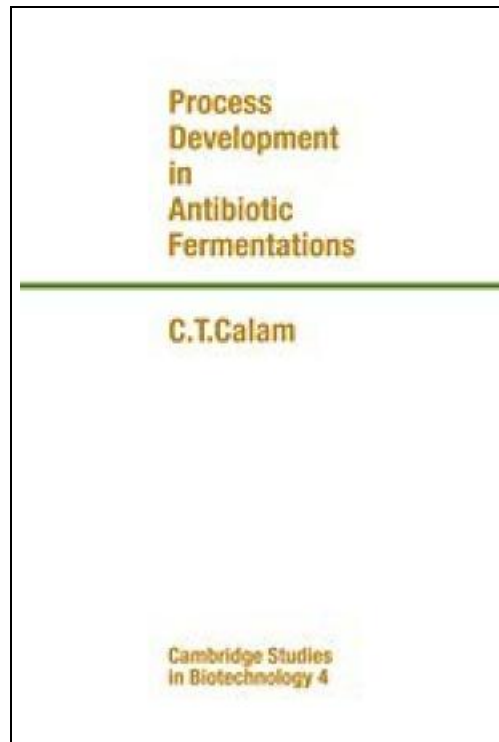 Process
Development
in
Antibiotic
Fermentations
C.T.Calam
Cambridge Studies
in Biotechnology 4